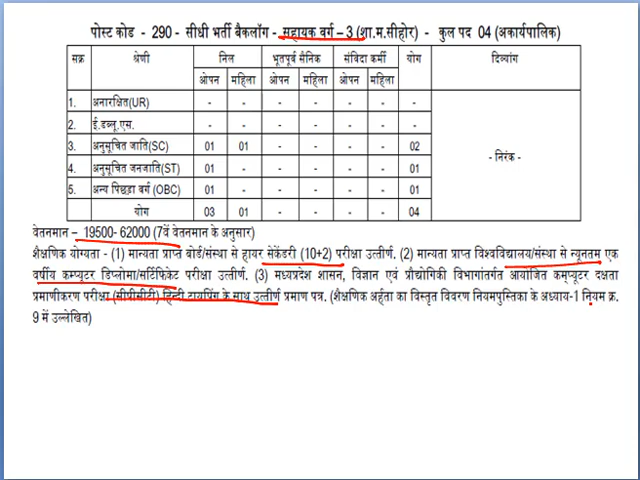 पोस्ट कोड - 290 - सीधी भर्ती बैकलॉग - सहायक वर्ग - 3 (शा.म.सीहोर) - कुल पद 04 (अकार्यपालिक)
सक्र श्रेणी निल भूतपूर्व सैनिक संविदा कर्मी योग दिव्यांग
ओपन महिला ओपन महिला ओपन महिला
1. अनारक्षित(UR) - - - - - - -
2. ई.डब्लू.एस. - - - - - - -
3. अनुसूचित जाति(SC) 01 01 - - - - 02 - निरंक -
4. अनुसूचित जनजाति(ST) 01 - - - - - 01
5. अन्य पिछड़ा वर्ग (OBC) 01 - - - - - 01
योग 03 01 - - - - 04
वेतनमान – 19500- 62000 (7वें वेतनमान के अनुसार)
शैक्षणिक योग्यता - (1) मान्यता प्राप्त बोर्ड/संस्था से हायर सेकेंडरी (10+2) परीक्षा उत्तीर्ण. (2) मान्यता प्राप्त विश्वविद्यालय/संस्था से न्यूनतम एक
वर्षीय कम्प्यूटर डिप्लोमा/सर्टिफिकेट परीक्षा उत्तीर्ण. (3) मध्यप्रदेश शासन, विज्ञान एवं प्रौद्योगिकी विभागांतर्गत आयोजित कम्प्यूटर दक्षता
प्रमाणीकरण परीक्षा (सीपीसीटी) हिन्दी टायपिंग के साथ उत्तीर्ण प्रमाण पत्र. (शैक्षणिक अर्हता का विस्तृत विवरण नियमपुस्तिका के अध्याय-1 नियम क्र.
9 में उल्लेखित)